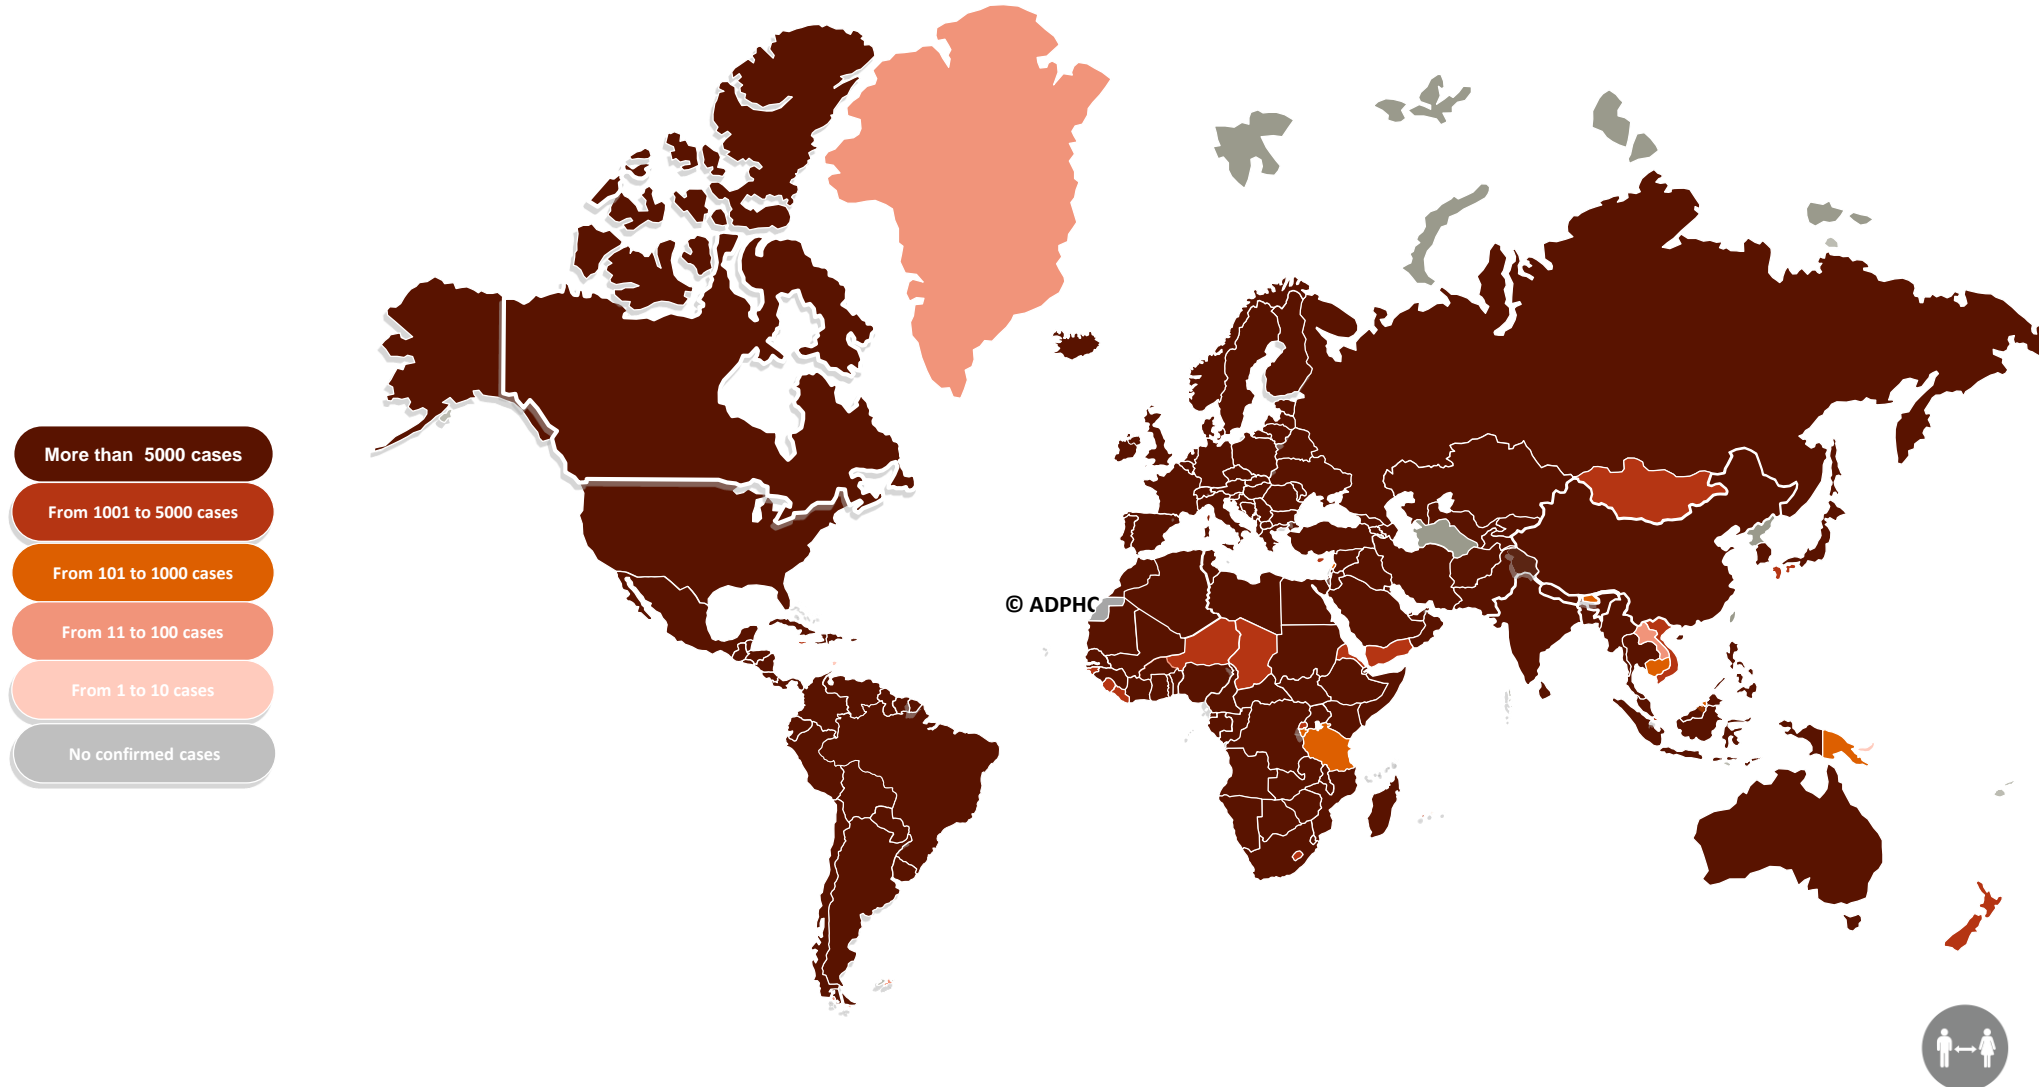 More than 5000 cases
From 1001 to 5000 cases
From 101 to 1000 cases
© ADPHC
From 11 to 100 cases
From 1 to 10 cases
No confirmed cases